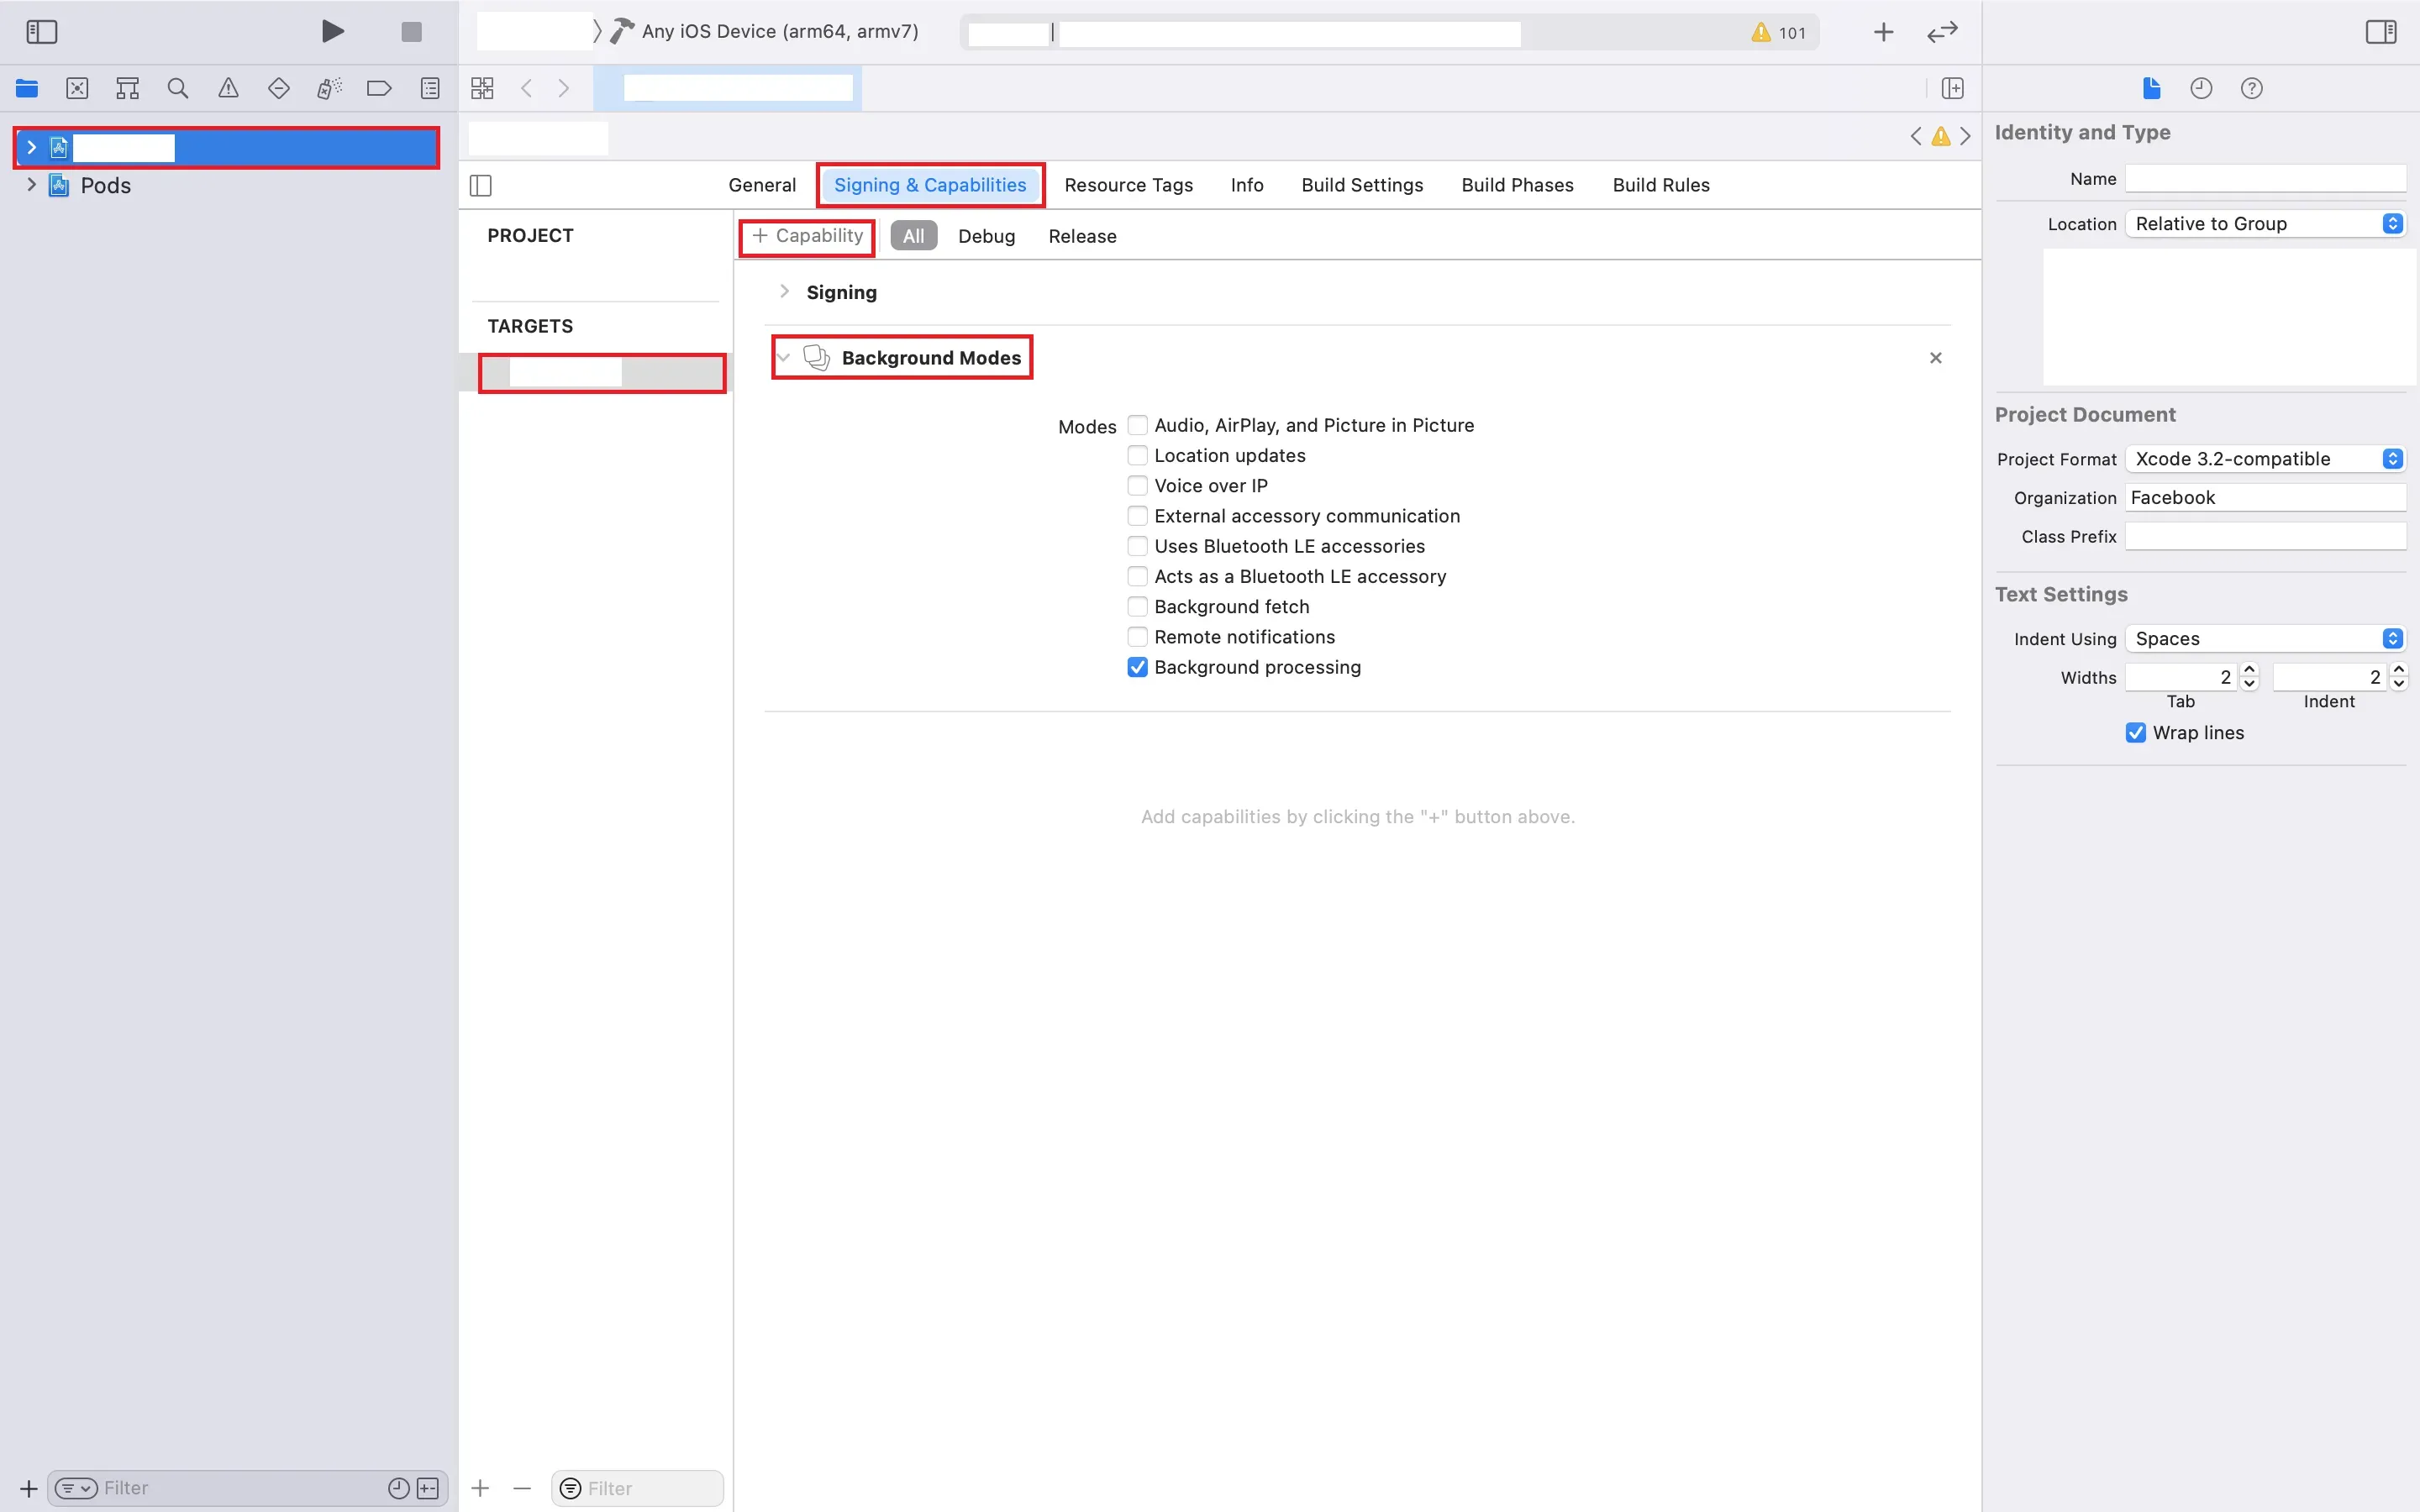 Any iOS Device (arm64, armv7)
101
Pods
General
Signing & Capabilities
Resource Tags
Info
Build Settings
Build Phases
Build Rules
PROJECT
TARGETS
+ Capability
All
Debug
Release
Signing
Background Modes
Modes
Audio, AirPlay, and Picture in Picture
Location updates
Voice over IP
External accessory communication
Uses Bluetooth LE accessories
Acts as a Bluetooth LE accessory
Background fetch
Remote notifications
Background processing
Add capabilities by clicking the "+" button above.
Identity and Type
Name
Location Relative to Group
Project Document
Project Format Xcode 3.2-compatible
Organization Facebook
Class Prefix
Text Settings
Indent Using Spaces
Widths 2 2
Tab Indent
Wrap lines
Filter
Filter